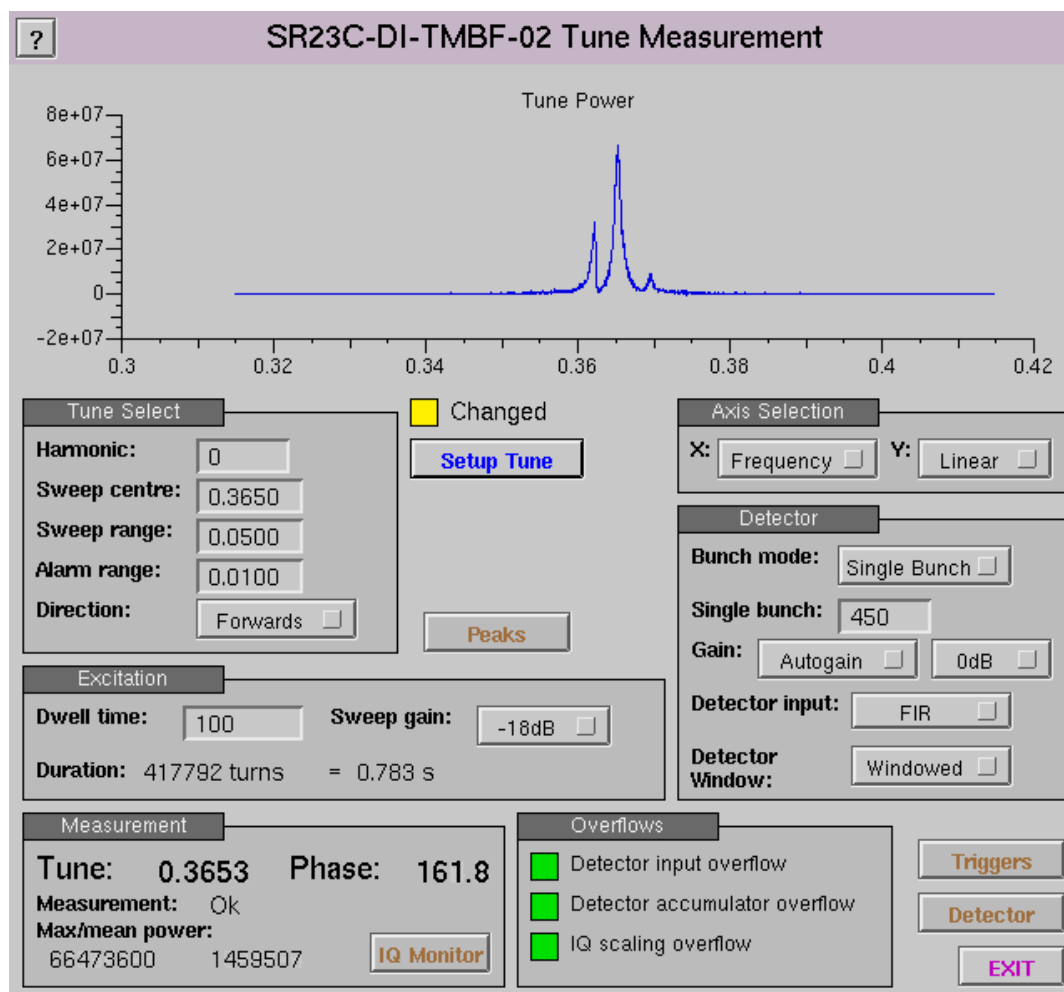 ?
SR23C-DI-TMBF-02 Tune Measurement
Tune Power
8e+07
6e+07
4e+07
2e+07
0
-2e+07
0.3 0.32 0.34 0.36 0.38 0.4 0.42
Tune Select
Harmonic: 0
Sweep centre: 0.3650
Sweep range: 0.0500
Alarm range: 0.0100
Direction: Forwards
Changed
Setup Tune
Peaks
Axis Selection
X: Frequency Y: Linear
Detector
Bunch mode: Single Bunch
Single bunch: 450
Gain: Autogain 0dB
Detector input: FIR
Detector
Window: Windowed
Excitation
Dwell time: 100 Sweep gain: -18dB
Duration: 417792 turns = 0.783 s
Measurement
Tune: 0.3653 Phase: 161.8
Measurement: Ok
Max/mean power:
66473600 1459507
IQ Monitor
Overflows
Detector input overflow
Detector accumulator overflow
IQ scaling overflow
Triggers
Detector
EXIT